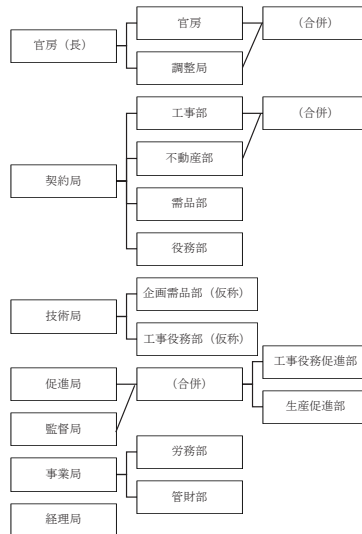 官房（長）
官房
（合併）
調整局
契約局
工事部
（合併）
不動産部
需品部
役務部
技術局
企画需品部（仮称）
工事役務部（仮称）
促進局
（合併）
工事役務促進部
生産促進部
監督局
事業局
労務部
管財部
経理局